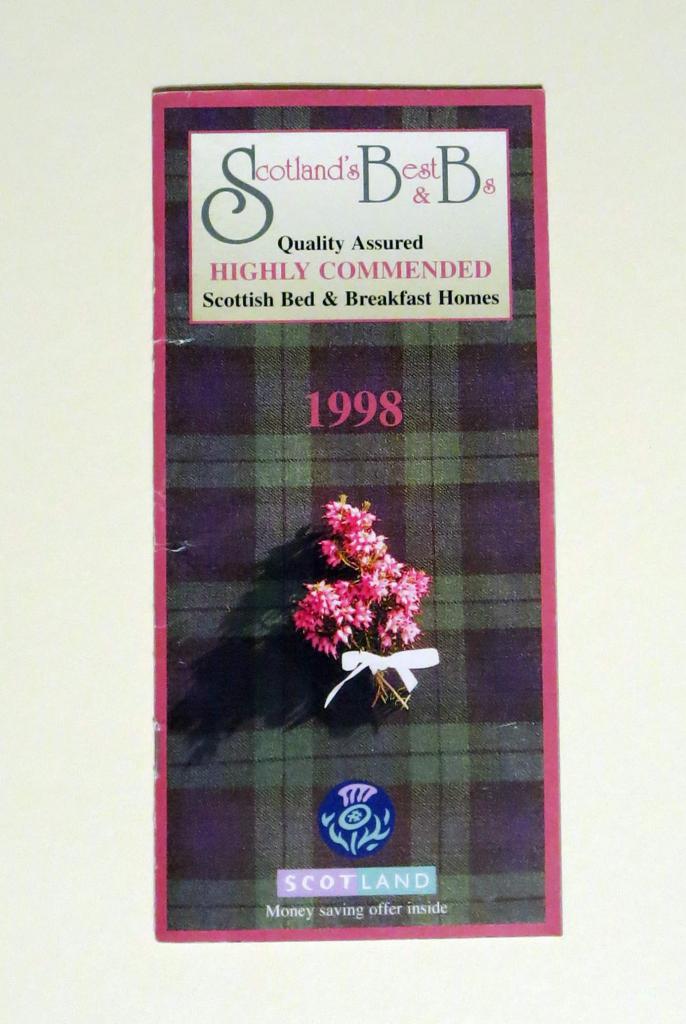 Scotland's Best
& Bs
Quality Assured
HIGHLY COMMENDED
Scottish Bed & Breakfast Homes
1998
SCOTLAND
Money saving offer inside